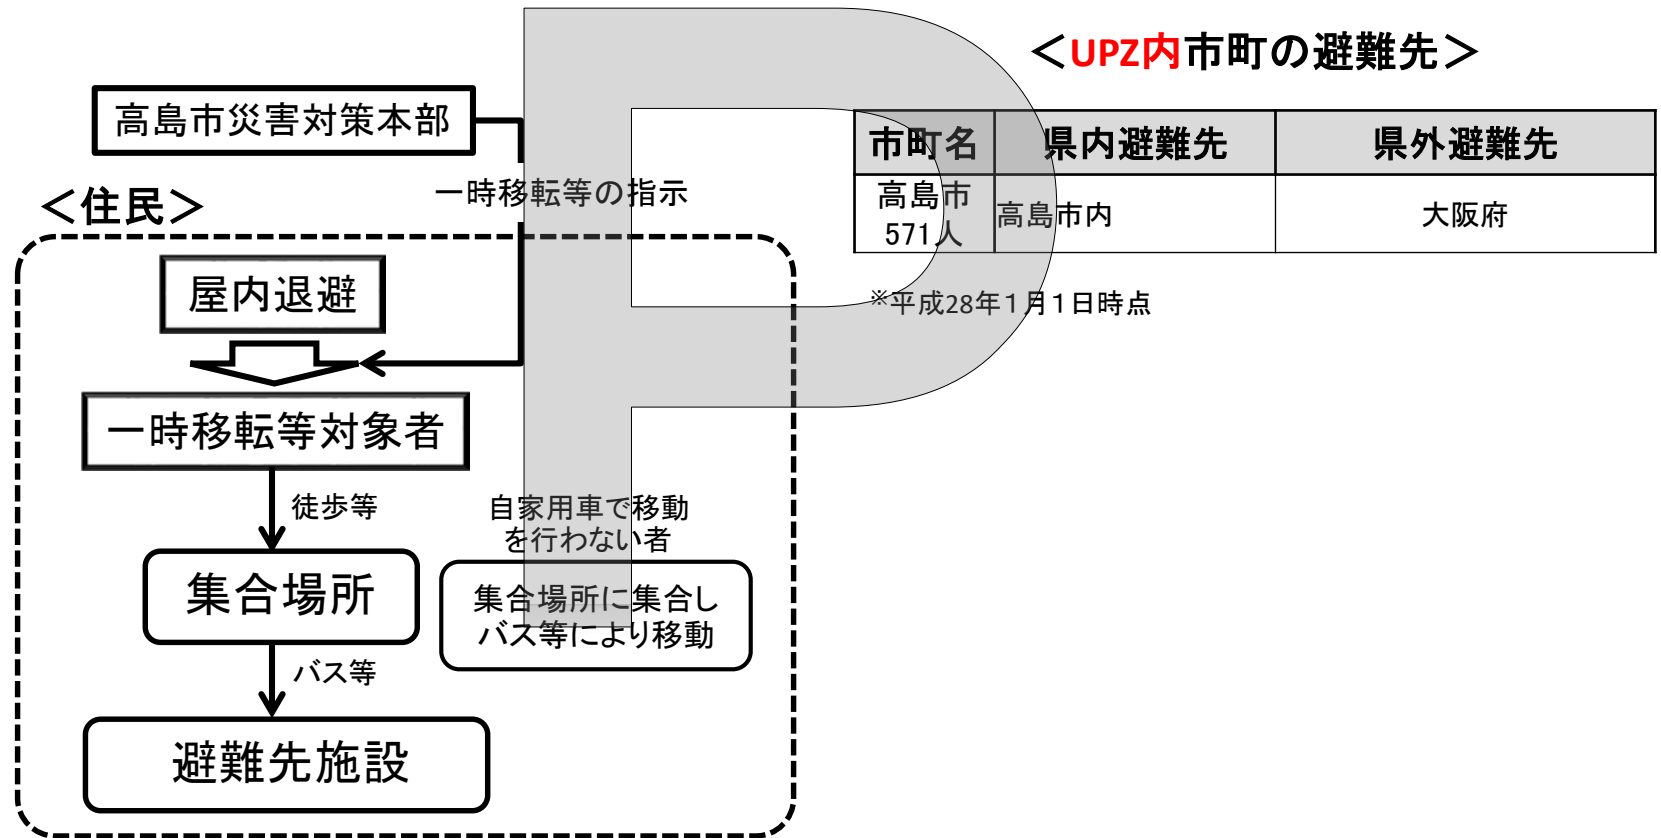 ＜UPZ内市町の避難先＞
高島市災害対策本部
市町名 県内避難先 県外避難先
高島市
571人
高島市内 大阪府
※平成28年1月1日時点
一時移転等の指示
＜住民＞
屋内退避
一時移転等対象者
徒歩等
自家用車で移動
を行わない者
集合場所
集合場所に集合し
バス等により移動
バス等
避難先施設
P